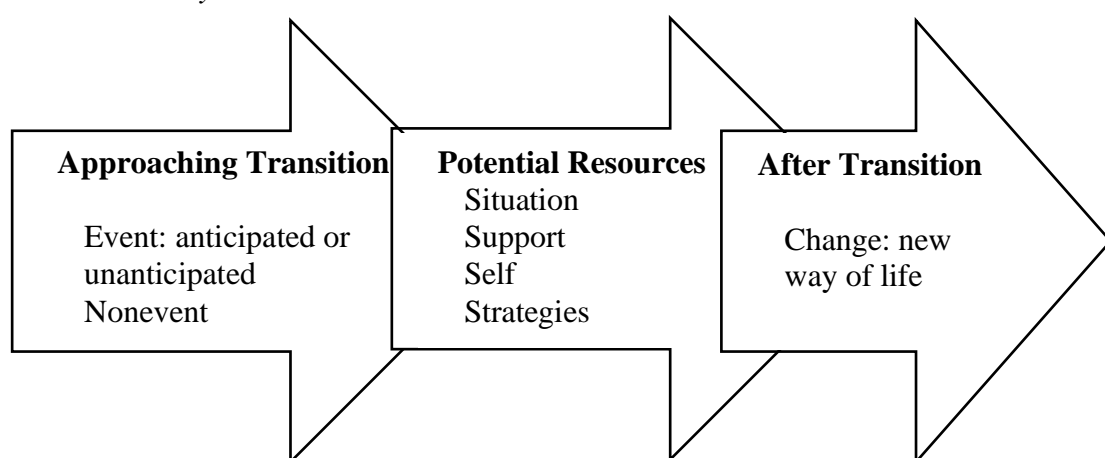 Approaching Transition
Event: anticipated or
unanticipated
Nonevent
Potential Resources
Situation
Support
Self
Strategies
After Transition
Change: new
way of life